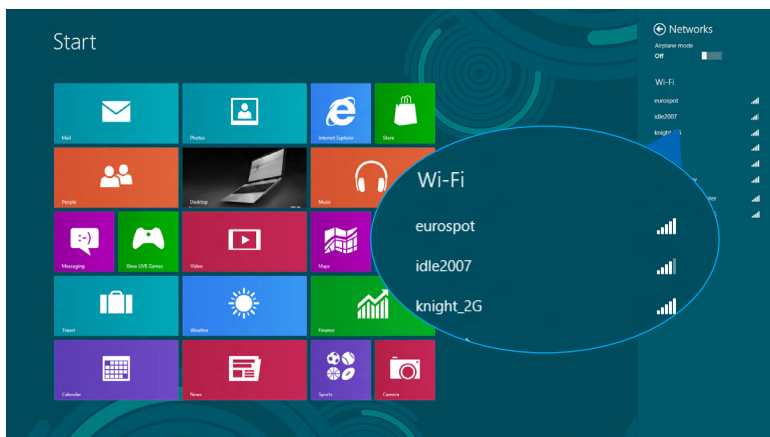 Start
Networks
Airplane mode
Off
Wi-Fi
eurospot
idle2007
Mail
Photos
Internet Explorer
Store
People
Desktop
Music
Messaging
Xbox LIVE Games
Video
Maps
Travel
Weather
Finance
Calendar
News
Sports
Camera
Wi-Fi
eurospot
idle2007
knight_2G